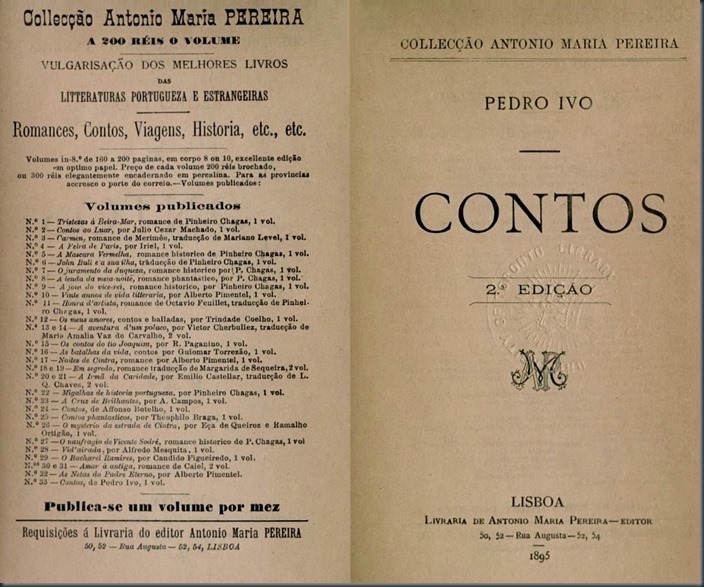 Collecção Antonio Maria PEREIRA
A 200 RÉIS O VOLUME
VULGARISAÇÃO DOS MELHORES LIVROS
DAS
LITTERATURAS PORTUGUEZA E ESTRANGEIRAS
Romances, Contos, Viagens, Historia, etc., etc.
Volumes in-8.º de 160 a 200 paginas, em corpo 8 ou 10, excellente edição
em optimo papel. Preço de cada volume 200 réis brochado,
ou 300 réis elegantemente encadernado em percalina. Para as provincias
accresce o porte do correio.—Volumes publicados:
Volumes publicados
N.º 1 — Tristezas á Beira-Mar, romance de Pinheiro Chagas, 1 vol.
N.º 2 — Contos ao Luar, por Julio Cezar Machado, 1 vol.
N.º 3 — Carmen, romance de Merimée, traducção de Mariano Level, 1 vol.
N.º 4 — A Feira de Paris, por Iriel, 1 vol.
N.º 5 — A Mascara Vermelha, romance historico de Pinheiro Chagas, 1 vol.
N.º 6 — John Bull e a sua ilha, tráducção de Pinheiro Chagas, 1 vol.
N.º 7 — O juramento da duqueza, romance historico por P. Chagas, 1 vol.
N.º 8 — A lenda da meia-noite, romance phantastico, por P. Chagas, 1 vol.
N.º 9 — A joia do vice-rei, romance historico, por Pinheiro Chagas, 1 vol.
N.º 10 — Vinte annos de vida litteraria, por Alberto Pimentel, 1 vol.
N.º 11 — Honra d'artista, romance de Octavio Feuillet, traducção de Pinhei-
ro Chagas, 1 vol.
N.º 12 — Os meus amores, contos e balladas, por Trindade Coelho, 1 vol.
N.º 13 e 14 — A aventura d'um polaco, por Victor Cherbuliez, traducção de
Maria Amalia Vaz de Carvalho, 2 vol.
N.º 15 — Os contos do tio Joaquim, por R. Paganino, 1 vol.
N.º 16 — As batalhas da vida, contos por Guiomar Torrezão, 1 vol.
N.º 17 — Noites de Cintra, romance por Alberto Pimentel, 1 vol.
N.os 18 e 19 — Em segredo, romance traducção de Margarida de Sequeira, 2 vol.
N.os 20 e 21 — A Irmã da Caridade, por Emilio Castellar, traducção de L.
Q. Chaves, 2 vol.
N.º 22 — Migalhas de historia portugueza, por Pinheiro Chagas, 1 vol.
N.º 23 — A Cruz de Brilhantes, por A. Campos, 1 vol.
N.º 24 — Contos, de Affonso Botelho, 1 vol.
N.º 25 — Contos phantasticos, por Theophilo Braga, 1 vol.
N.º 26 — O mysterio da estrada de Cintra, por Eça de Queiroz e Ramalho
Ortigão, 1 vol.
N.º 27 — O naufragio de Vicente Sodré, romance historico de P. Chagas, 1 vol
N.º 28 — Vid'airada, por Alfredo Mesquita, 1 vol.
N.º 29 — O Bacharel Ramires, por Candido Figueiredo, 1 vol.
N.os 30 e 31 — Amor á antiga, romance de Caiel, 2 vol.
N.º 32 — As Netas do Padre Eterno, por Alberto Pimentel.
N.º 33 — Contos, do Pedro Ivo, 1 vol.
Publica-se um volume por mez
Requisições á Livraria do editor Antonio Maria PEREIRA
50, 52 — Rua Augusta — 52, 54, LISBOA
COLLECÇÃO ANTONIO MARIA PEREIRA
PEDRO IVO
CONTOS
2.ª EDIÇÃO
LISBOA
LIVRARIA DE ANTONIO MARIA PEREIRA—EDITOR
50, 52 — Rua Augusta — 52, 54
1895